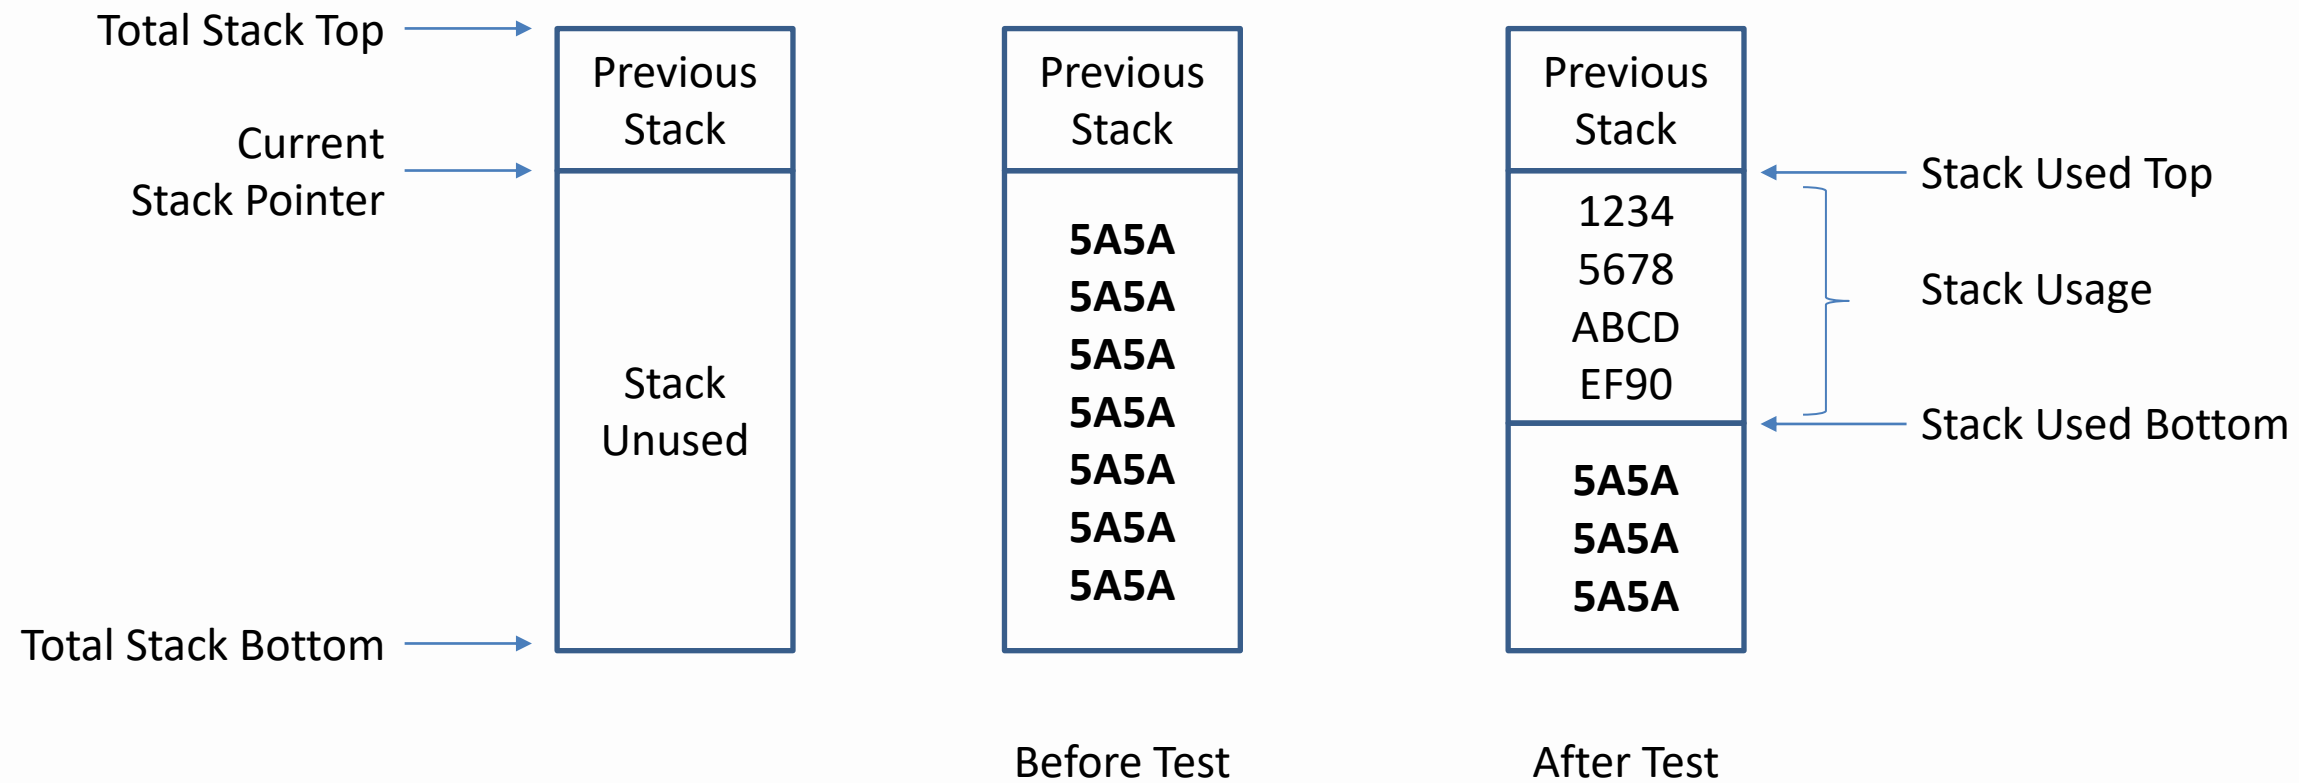 Total Stack Top
Current
Stack Pointer
Total Stack Bottom
Previous
Stack
Stack
Unused
Previous
Stack
5A5A
5A5A
5A5A
5A5A
5A5A
5A5A
5A5A
Before Test
Previous
Stack
1234
5678
ABCD
EF90
5A5A
5A5A
5A5A
After Test
Stack Used Top
Stack Usage
Stack Used Bottom